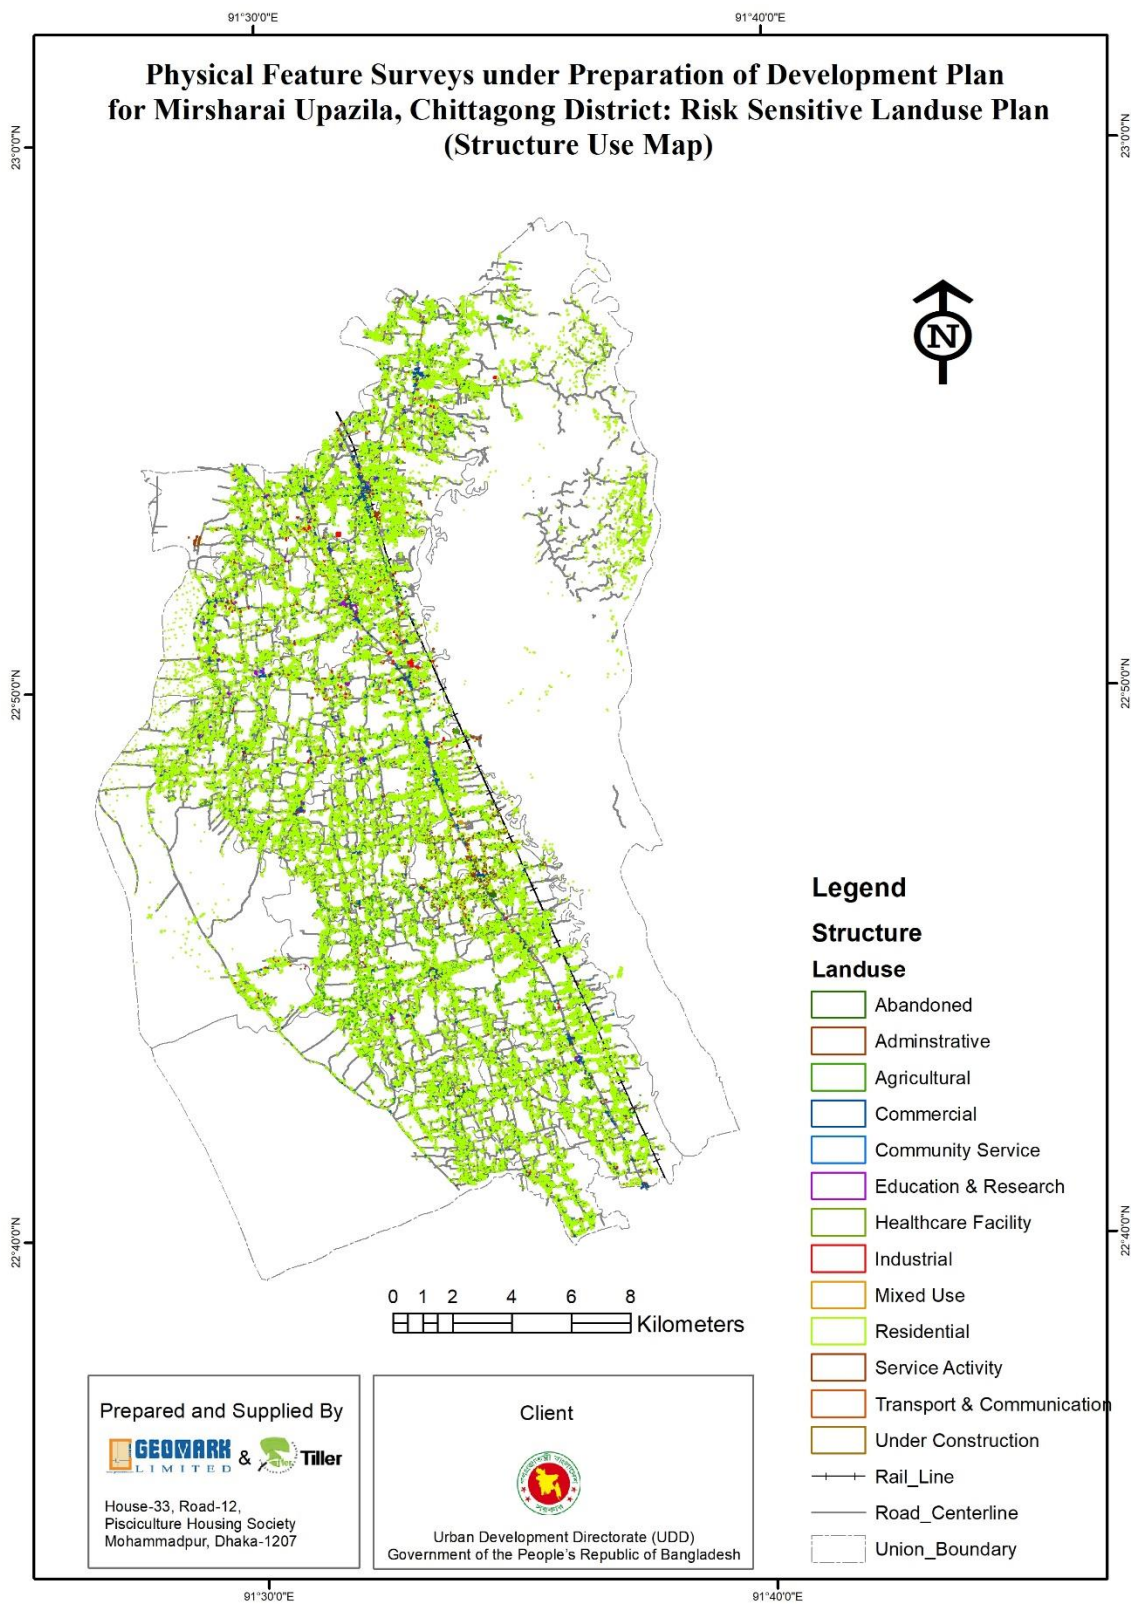 91°30'0"E
91°40'0"E
Physical Feature Surveys under Preparation of Development Plan
for Mirsharai Upazila, Chittagong District: Risk Sensitive Landuse Plan
(Structure Use Map)
23°0'0"N
23°0'0"N
N
22°50'0"N
22°50'0"N
Legend
Structure
Landuse
Abandoned
Adminstrative
Agricultural
Commercial
Community Service
Education & Research
Healthcare Facility
Industrial
Mixed Use
Residential
Service Activity
Transport & Communication
Under Construction
Rail_Line
Road_Centerline
Union_Boundary
22°40'0"N
22°40'0"N
0 1 2 4 6 8
Kilometers
Prepared and Supplied By
GEOMARK
LIMITED
& Tiller
House-33, Road-12,
Pisciculture Housing Society
Mohammadpur, Dhaka-1207
Client
গণপ্রজাতন্ত্রী বাংলাদেশ
সরকার
Urban Development Directorate (UDD)
Government of the People's Republic of Bangladesh
91°30'0"E
91°40'0"E